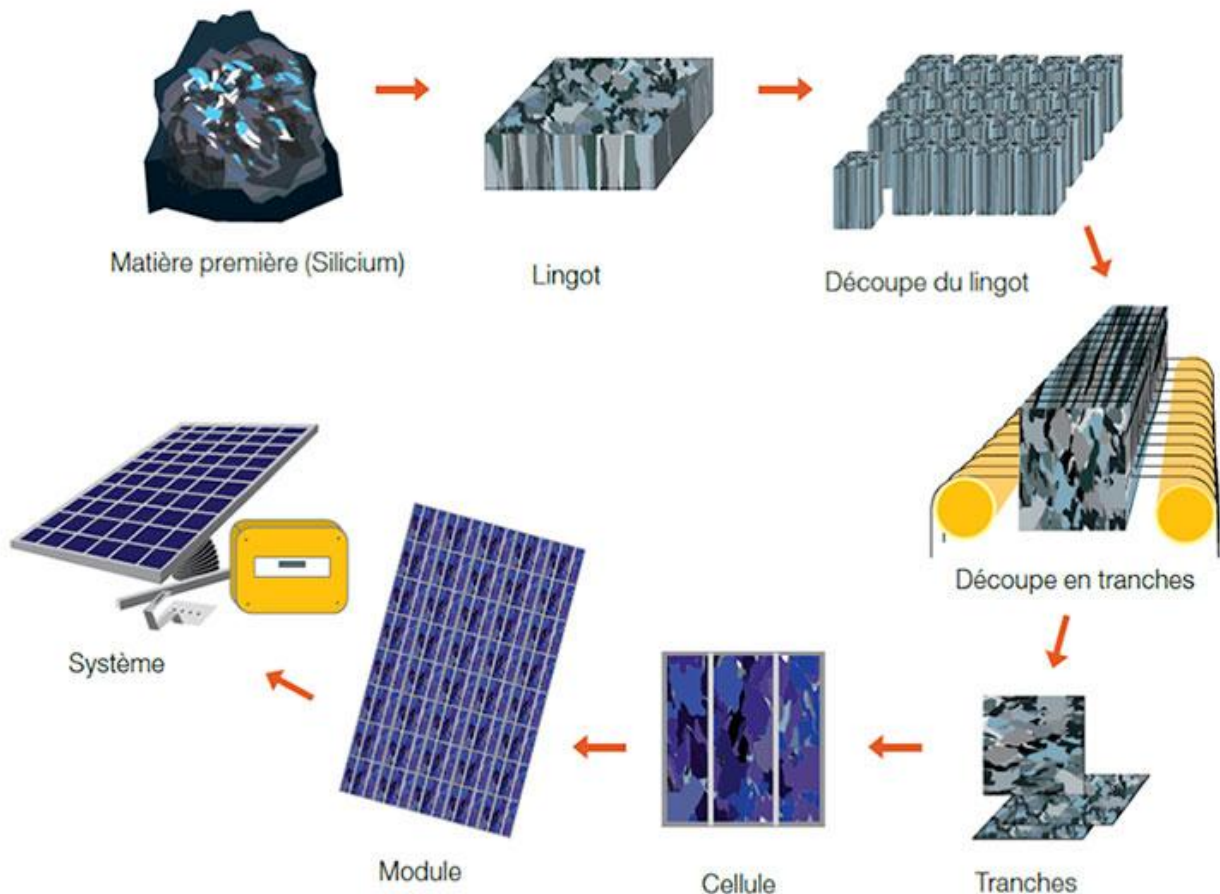 Matière première (Silicium)
Lingot
Découpe du lingot
Découpe en tranches
Tranches
Cellule
Module
Système